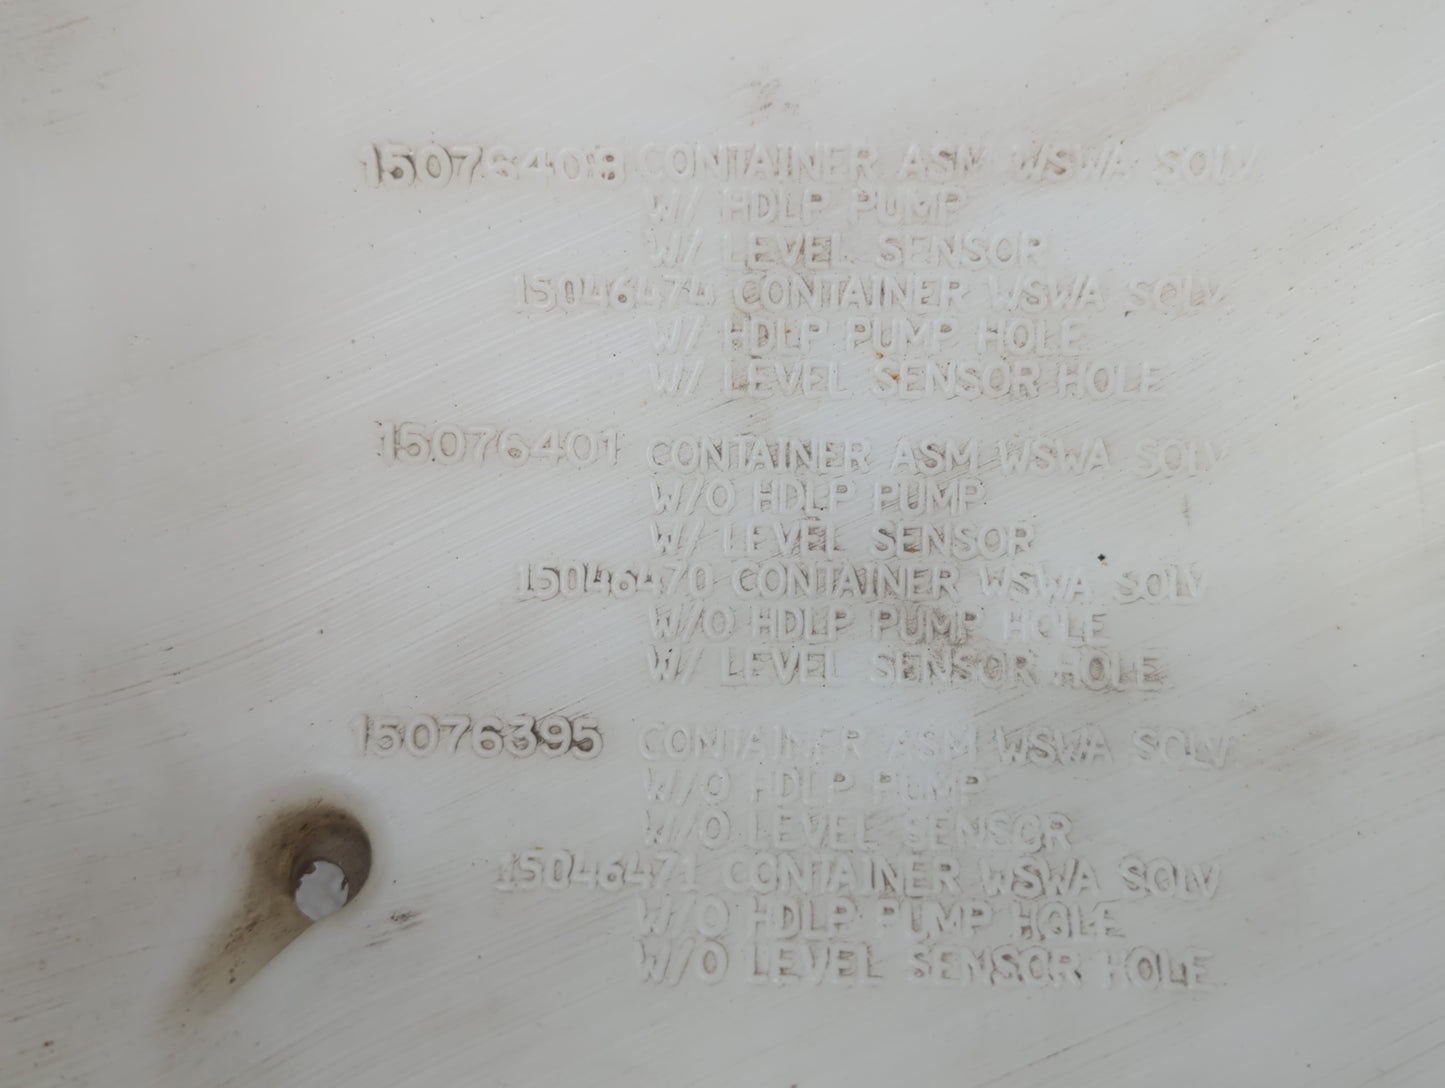 15076408 CONTAINER ASM WSWA SOLV
W/ HDLP PUMP
W/ LEVEL SENSOR
15046474 CONTAINER WSWA SOLV
W/ HDLP PUMP HOLE
W/ LEVEL SENSOR HOLE
15076401 CONTAINER ASM WSWA SOLV
W/O HDLP PUMP
W/ LEVEL SENSOR
15046470 CONTAINER WSWA SOLV
W/O HDLP PUMP HOLE
W/ LEVEL SENSOR HOLE
15076395 CONTAINER ASM WSWA SOLV
W/O HDLP PUMP
W/O LEVEL SENSOR
15046471 CONTAINER WSWA SOLV
W/O HDLP PUMP HOLE
W/O LEVEL SENSOR HOLE